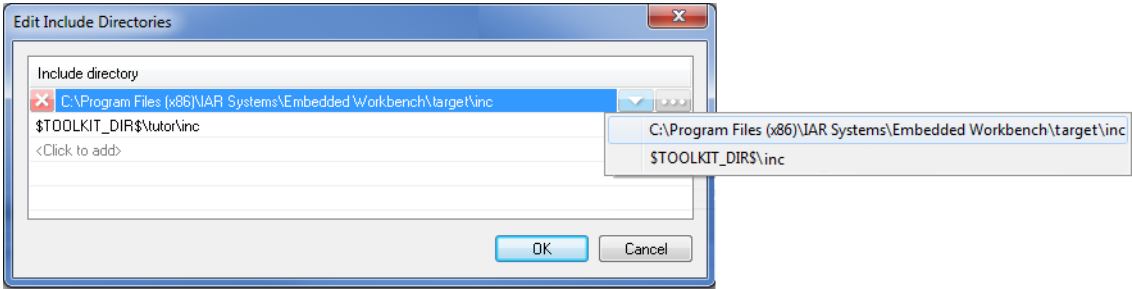 Edit Include Directories
Include directory
C:\Program Files (x86)\IAR Systems\Embedded Workbench\target\inc
$TOOLKIT_DIR$\tutor\inc
<Click to add>
C:\Program Files (x86)\IAR Systems\Embedded Workbench\target\inc
$TOOLKIT_DIR$\inc
OK Cancel